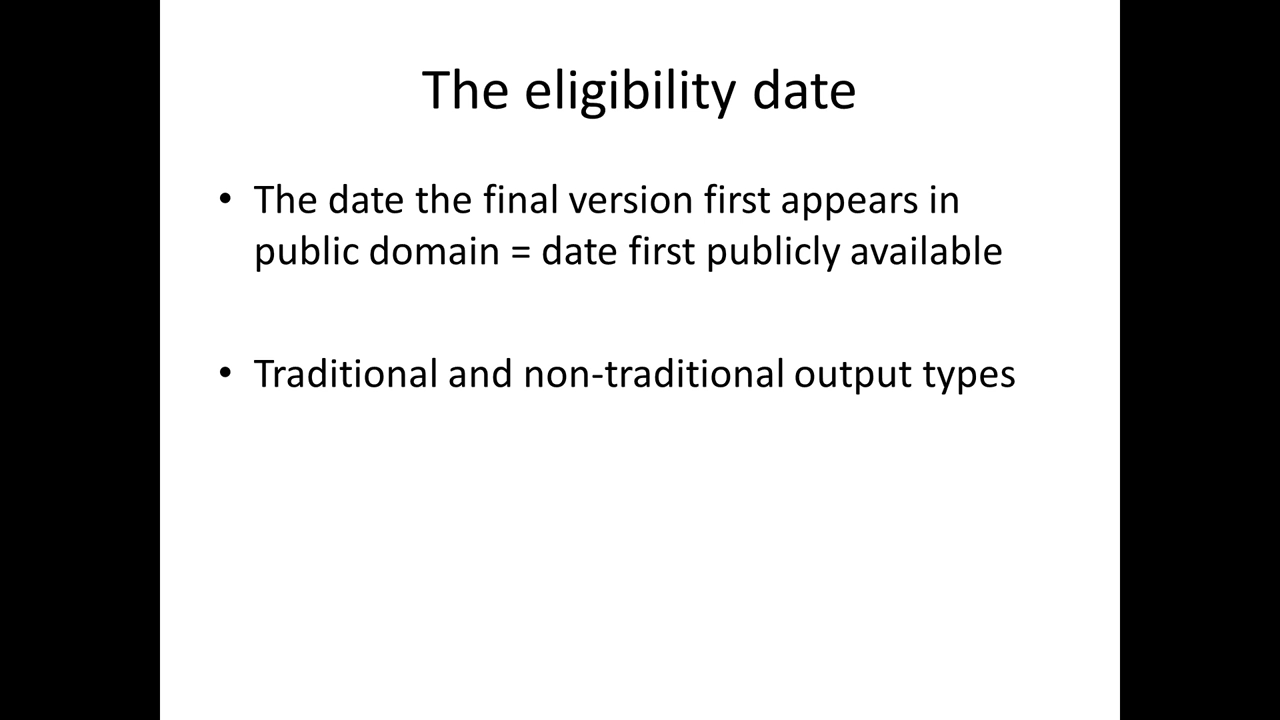 The eligibility date
• The date the final version first appears in
public domain = date first publicly available
• Traditional and non-traditional output types